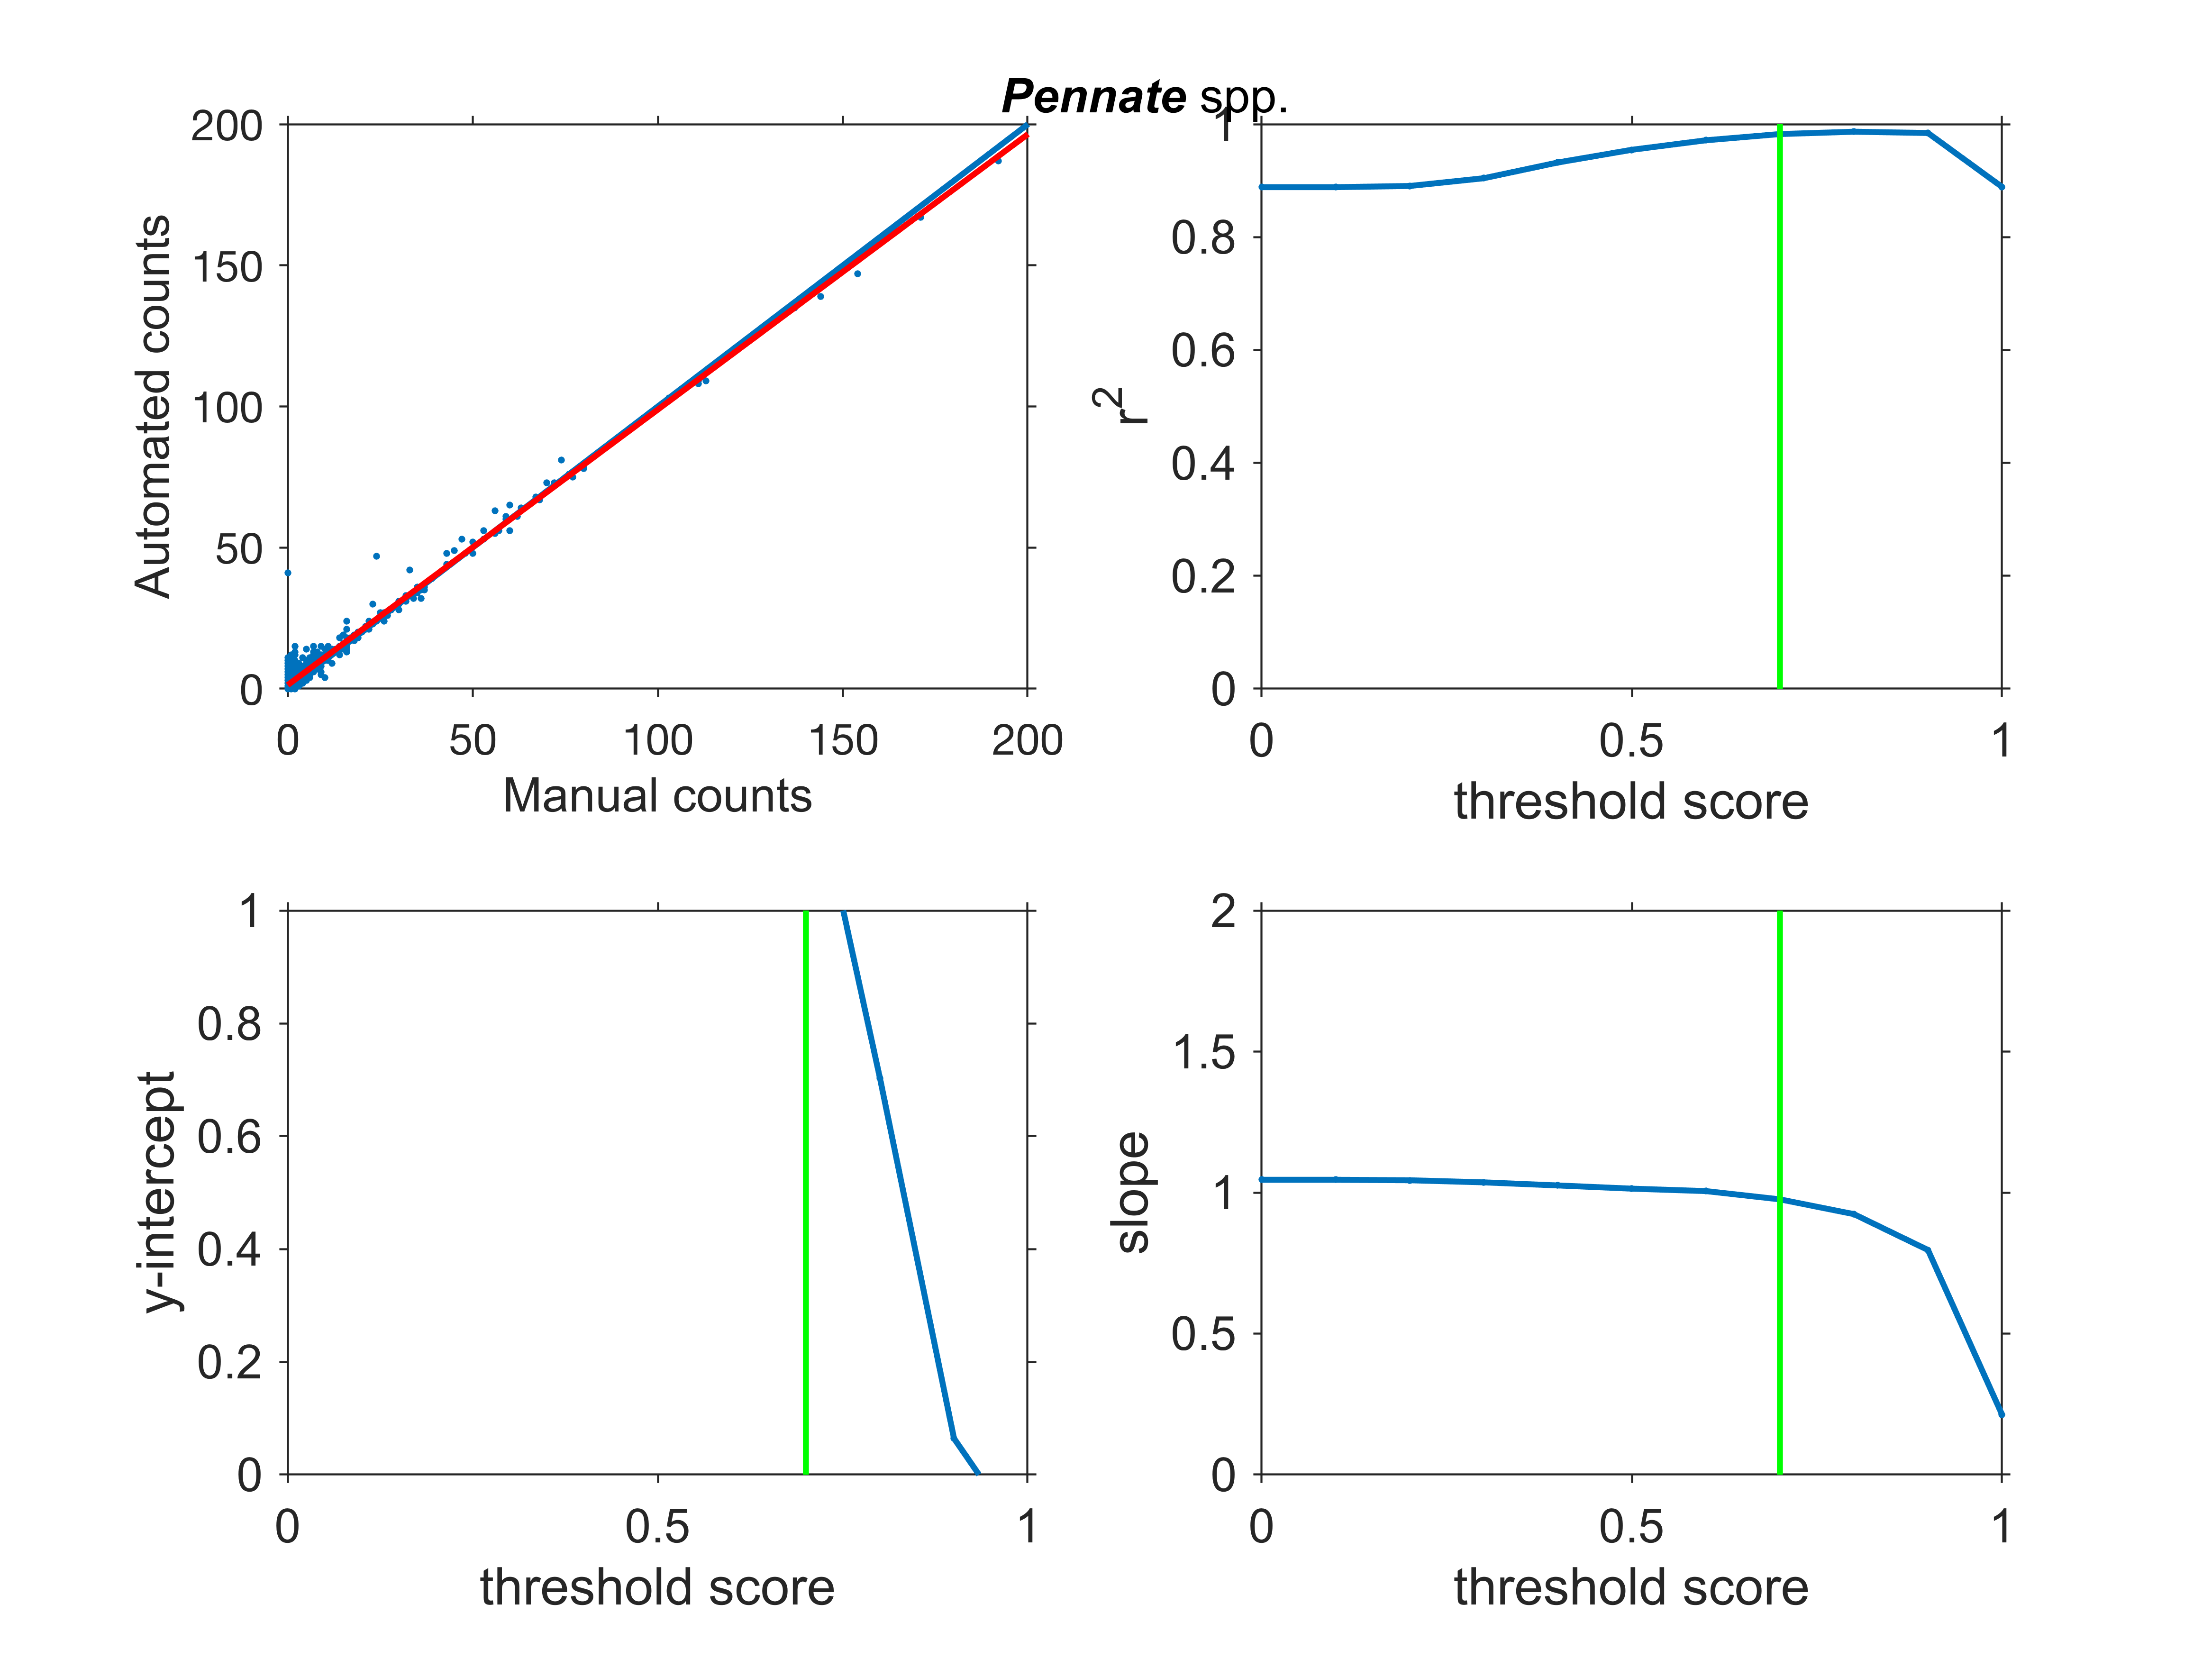 Pennate spp.
200
150
100
50
0
Automated counts
0 50 100 150 200
Manual counts
1
0.8
0.6
0.4
0.2
0
r2
0 0.5 1
threshold score
1
0.8
0.6
0.4
0.2
0
y-intercept
0 0.5 1
threshold score
2
1.5
1
0.5
0
slope
0 0.5 1
threshold score